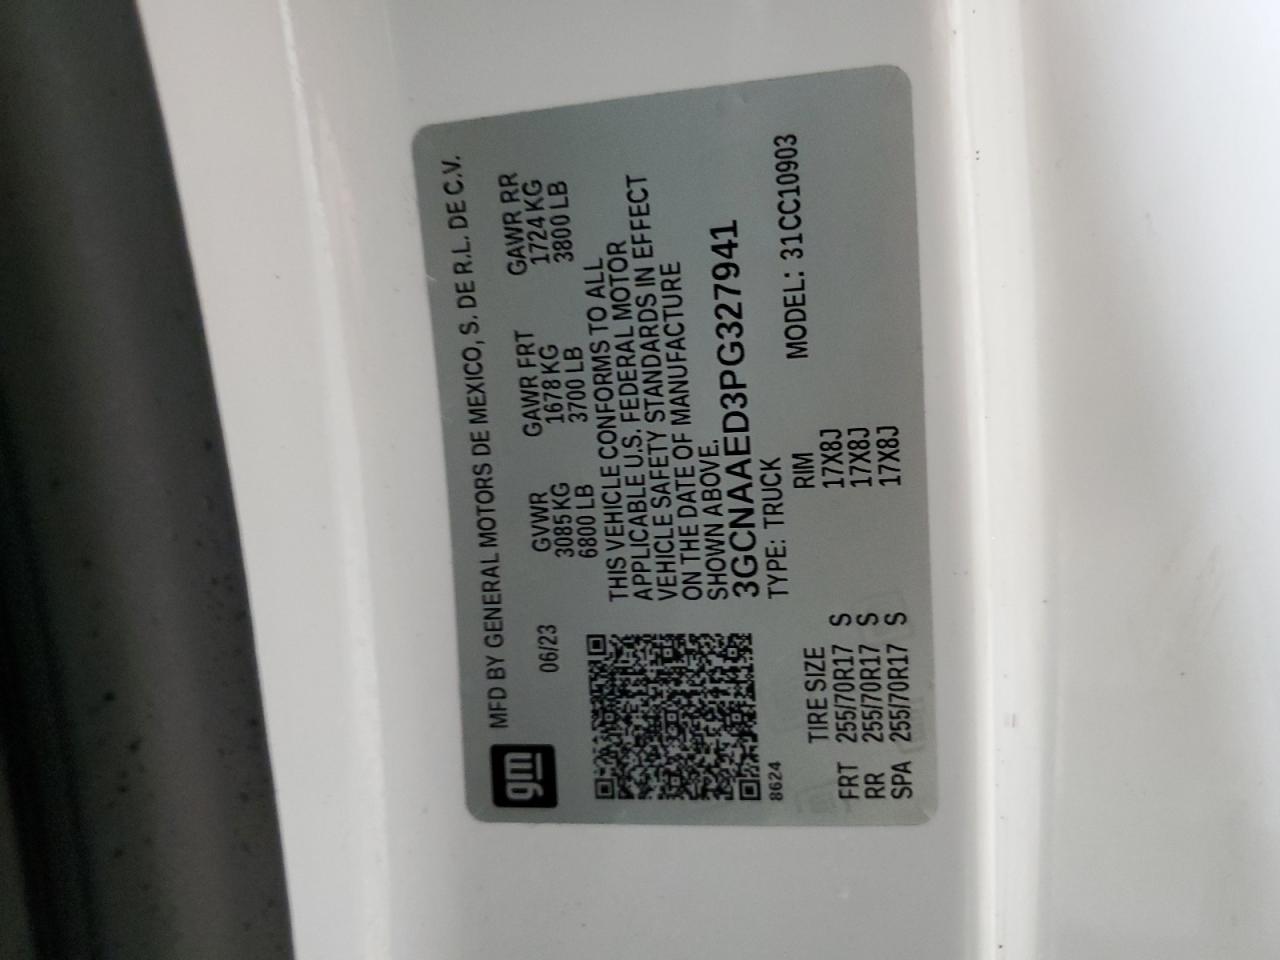 gm
MFD BY GENERAL MOTORS DE MEXICO, S. DE R.L. DE C.V.
06/23 GVWR GAWR FRT GAWR RR
3085 KG 1678 KG 1724 KG
6800 LB 3700 LB 3800 LB
THIS VEHICLE CONFORMS TO ALL
APPLICABLE U.S. FEDERAL MOTOR
VEHICLE SAFETY STANDARDS IN EFFECT
ON THE DATE OF MANUFACTURE
SHOWN ABOVE.
3GCNAAED3PG327941
8624
TYPE: TRUCK MODEL: 31CC10903
TIRE SIZE RIM
FRT 255/70R17 S 17X8J
RR 255/70R17 S 17X8J
SPA 255/70R17 S 17X8J